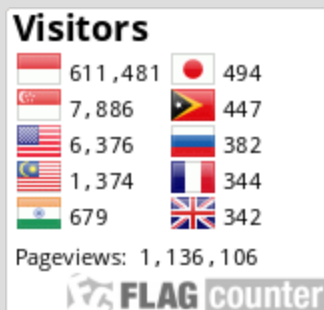 Visitors
611,481 494
7,886 447
6,376 382
1,374 344
679 342
Pageviews: 1,136,106
FLAG counter